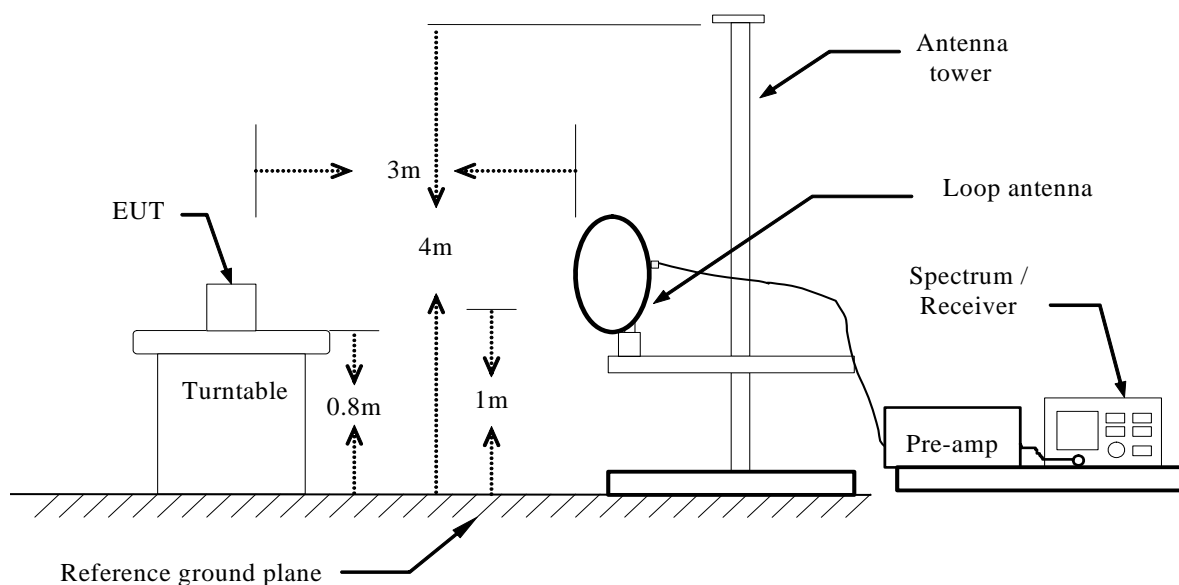 Antenna
tower
3m
Loop antenna
EUT
4m
Spectrum /
Receiver
Turntable
0.8m
1m
Pre-amp
Reference ground plane